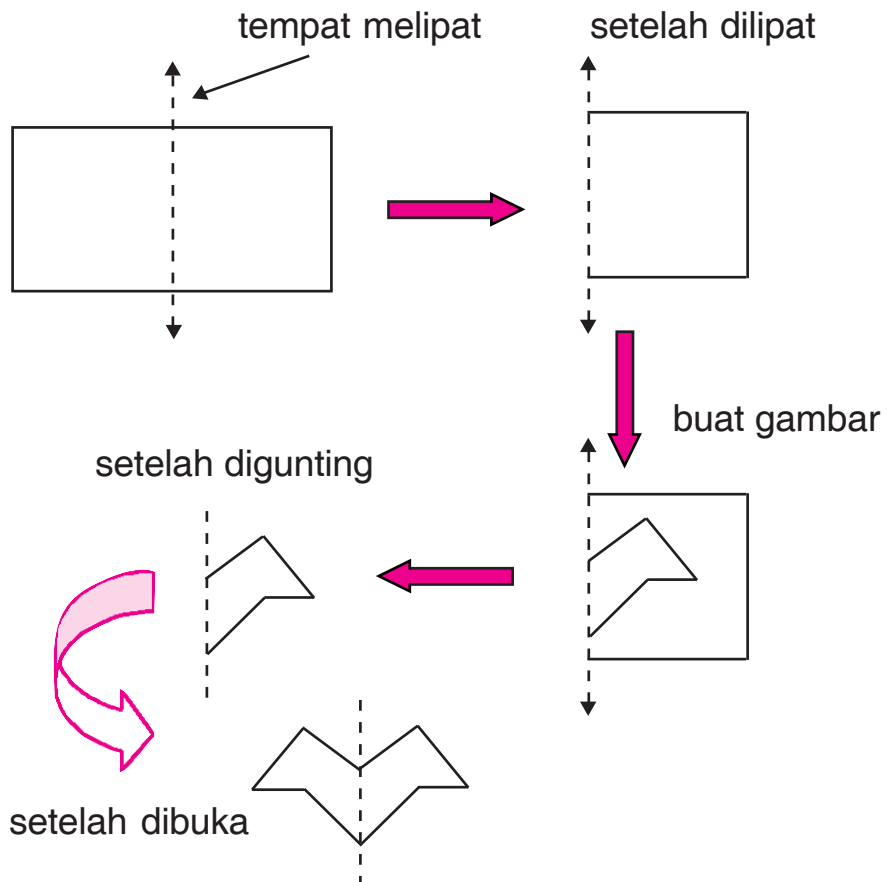 tempat melipat
setelah dilipat
buat gambar
setelah digunting
setelah dibuka